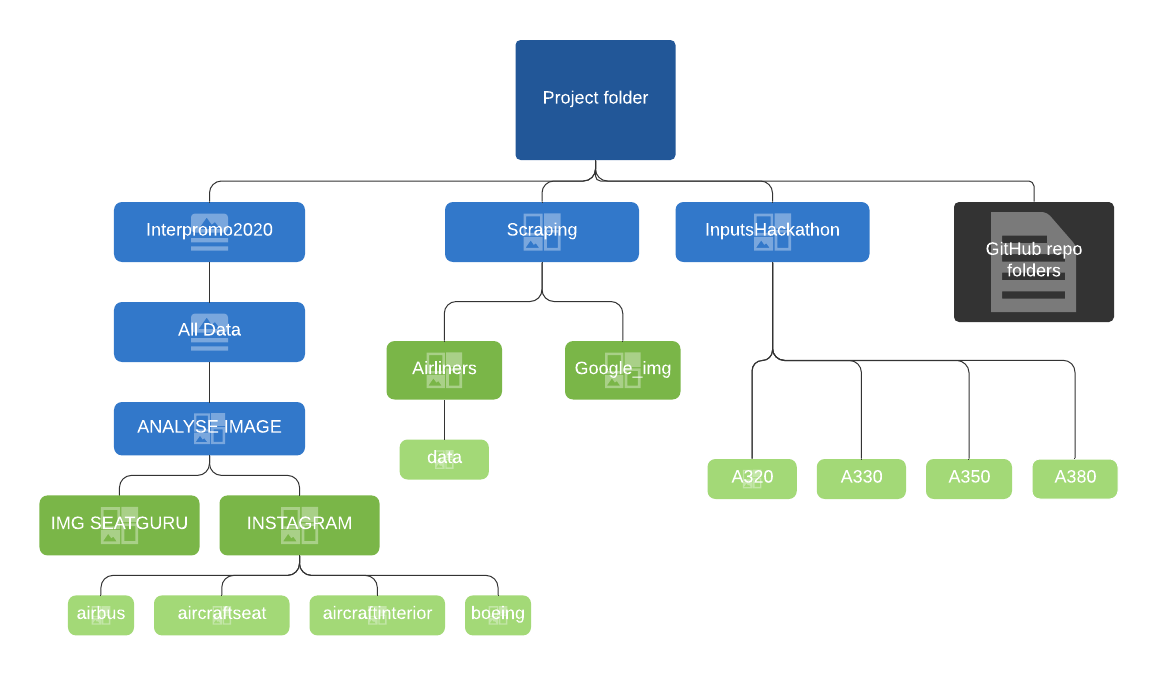 Project folder
Interpromo2020
Scraping
InputsHackathon
GitHub repo
folders
All Data
Airliners
Google_img
ANALYSE IMAGE
data
A320
A330
A350
A380
IMG SEATGURU
INSTAGRAM
airbus
aircraftseat
aircraftinterior
boeing